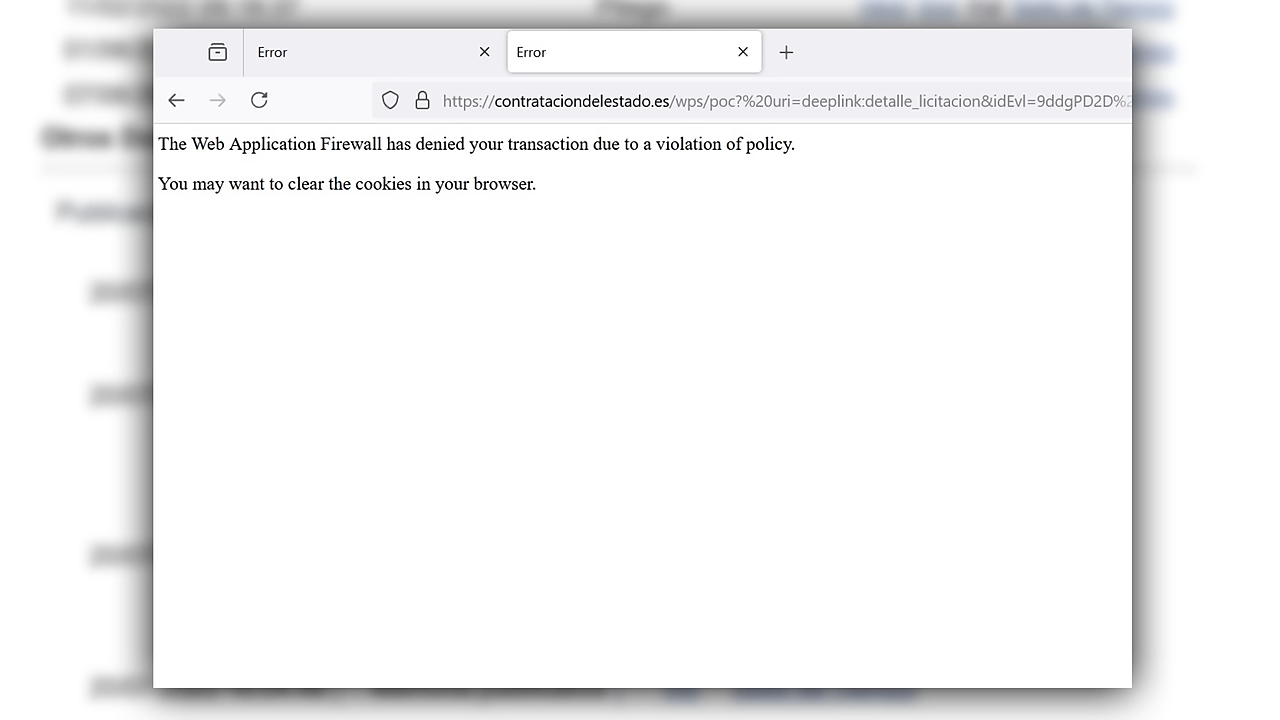 Error
Error
https://contrataciondelestado.es/wps/poc?%20uri=deeplink:detalle_licitacion&idEvl=9ddgPD2D%2
The Web Application Firewall has denied your transaction due to a violation of policy.
You may want to clear the cookies in your browser.